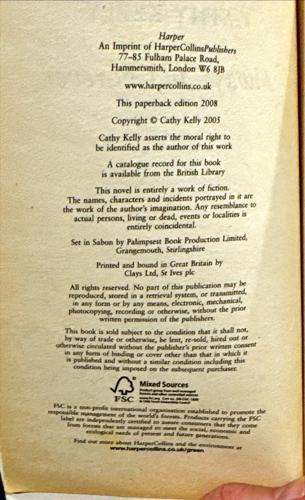 Harper
An Imprint of HarperCollinsPublishers
77–85 Fulham Palace Road,
Hammersmith, London W6 8JB
www.harpercollins.co.uk
This paperback edition 2008
Copyright © Cathy Kelly 2005
Cathy Kelly asserts the moral right to
be identified as the author of this work
A catalogue record for this book
is available from the British Library
This novel is entirely a work of fiction.
The names, characters and incidents portrayed in it are
the work of the author's imagination. Any resemblance to
actual persons, living or dead, events or localities is
entirely coincidental.
Set in Sabon by Palimpsest Book Production Limited,
Grangemouth, Stirlingshire
Printed and bound in Great Britain by
Clays Ltd, St Ives plc
All rights reserved. No part of this publication may be
reproduced, stored in a retrieval system, or transmitted,
in any form or by any means, electronic, mechanical,
photocopying, recording or otherwise, without the prior
written permission of the publishers.
This book is sold subject to the condition that it shall not,
by way of trade or otherwise, be lent, re-sold, hired out or
otherwise circulated without the publisher's prior written consent
in any form of binding or cover other than that in which it
is published and without a similar condition including this
condition being imposed on the subsequent purchaser.
FSC
Mixed Sources
Product group from well-managed
forests and other controlled sources
FSC is a non-profit international organisation established to promote the
responsible management of the world's forests. Products carrying the FSC
label are independently certified to assure consumers that they come
from forests that are managed to meet the social, economic and
ecological needs of present and future generations.
Find out more about HarperCollins and the environment at
www.harpercollins.co.uk/green